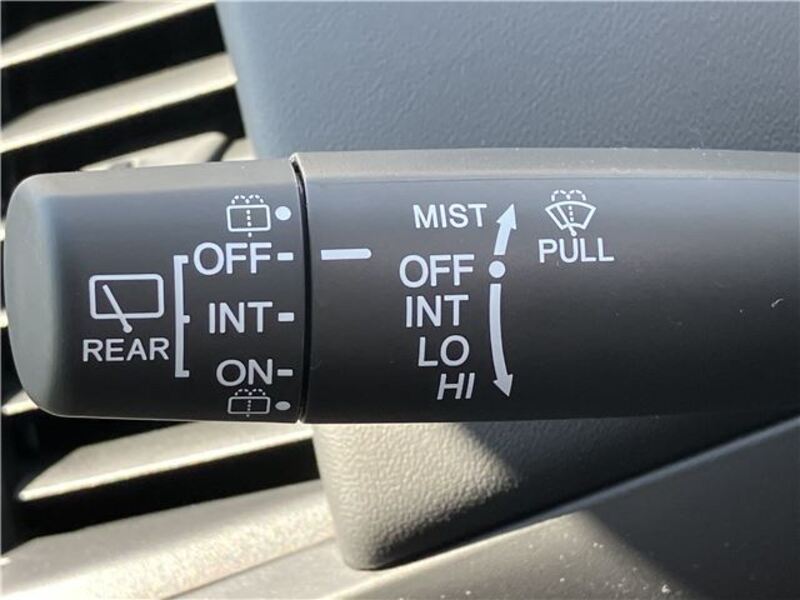 REAR
OFF
INT
ON
MIST
OFF
INT
LO
HI
PULL